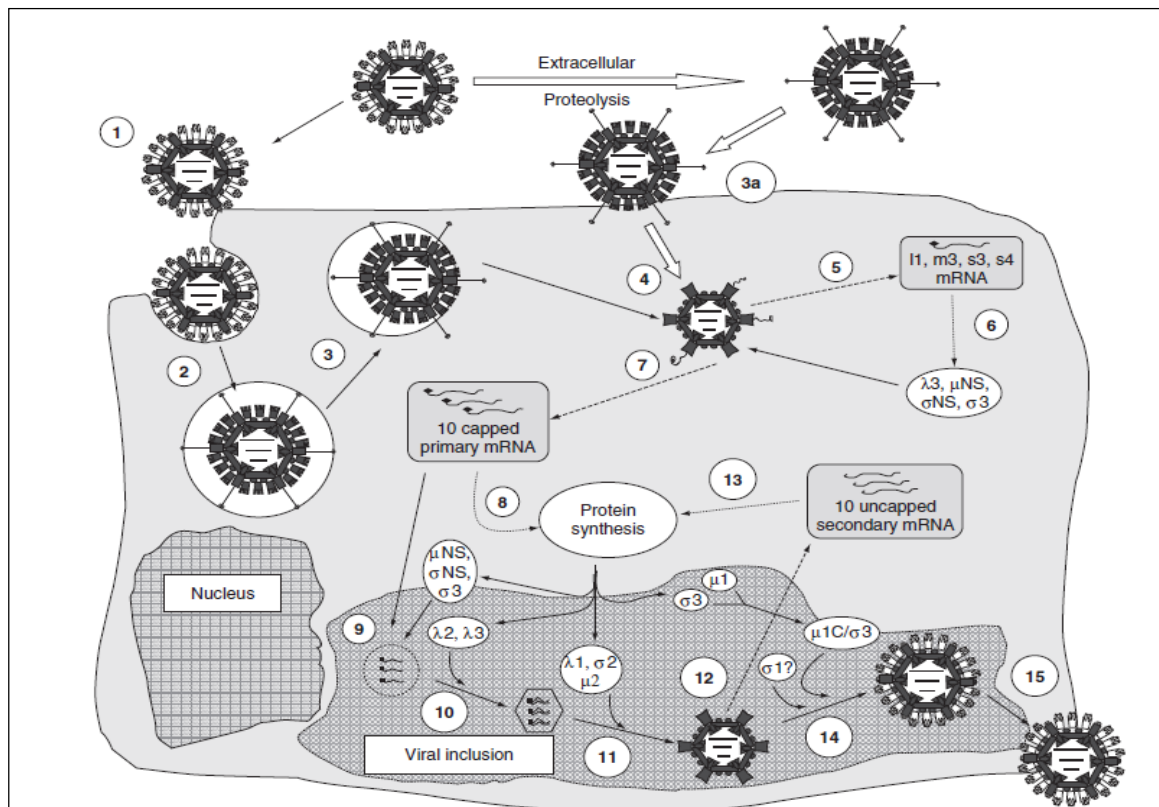 Extracellular
Proteolysis
1
3a
2
3
4
5
l1, m3, s3, s4
mRNA
6
λ3, μNS,
σNS, σ3
7
10 capped
primary mRNA
8
Protein
synthesis
13
10 uncapped
secondary mRNA
Nucleus
μNS,
σNS,
σ3
μ1
σ3
9
λ2, λ3
μ1C/σ3
λ1, σ2
μ2
12
σ1?
15
10
11
14
Viral inclusion